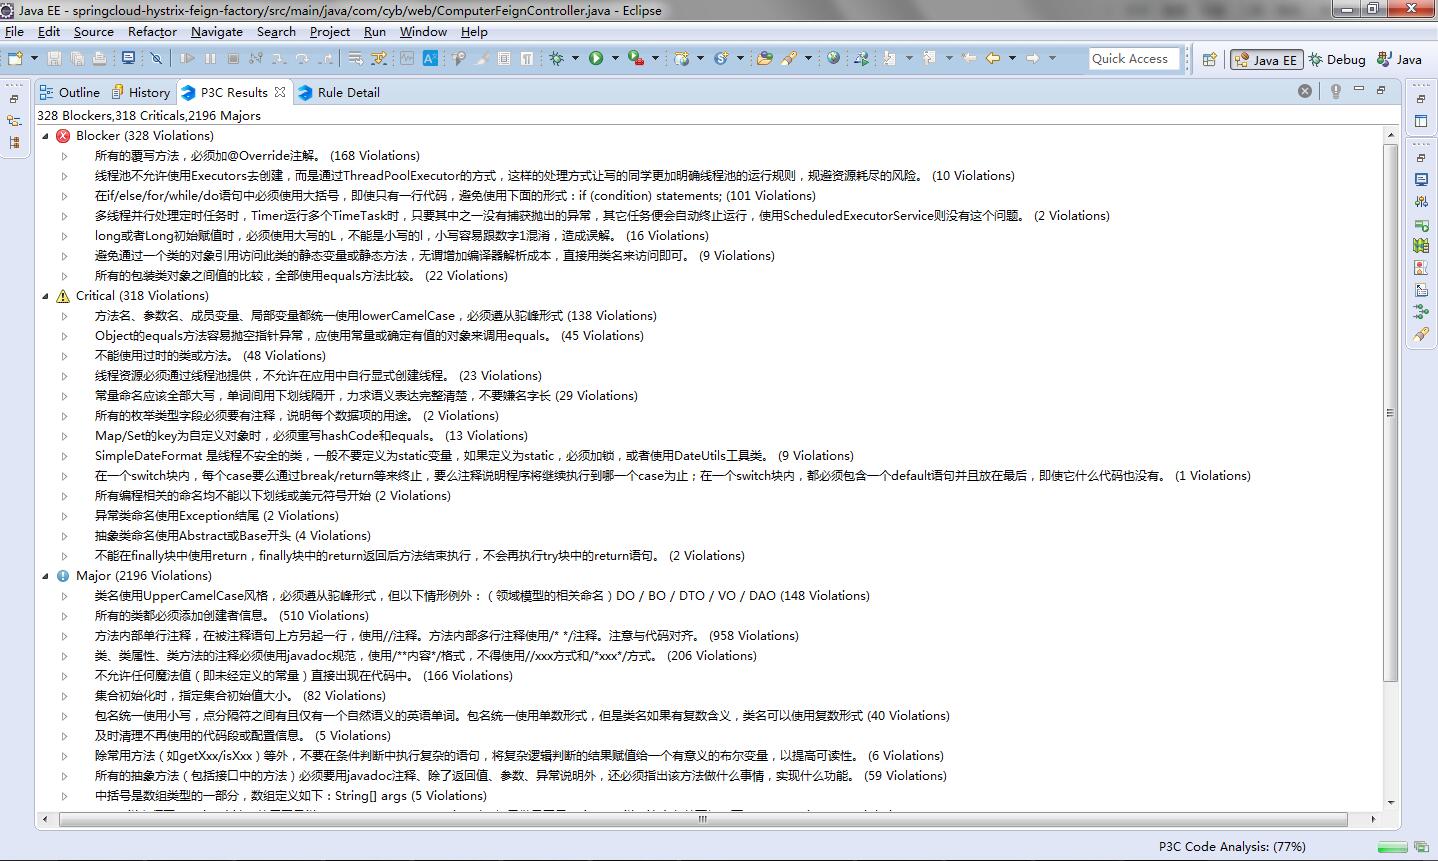 Java EE - springcloud-hystrix-feign-factory/src/main/java/com/cyb/web/ComputerFeignController.java - Eclipse
File Edit Source Refactor Navigate Search Project Run Window Help
Quick Access Java EE Debug Java
Outline History P3C Results Rule Detail
328 Blockers,318 Criticals,2196 Majors
Blocker (328 Violations)
所有的覆写方法，必须加@Override注解。 (168 Violations)
线程池不允许使用Executors去创建，而是通过ThreadPoolExecutor的方式，这样的处理方式让写的同学更加明确线程池的运行规则，规避资源耗尽的风险。 (10 Violations)
在if/else/for/while/do语句中必须使用大括号，即使只有一行代码，避免使用下面的形式：if (condition) statements; (101 Violations)
多线程并行处理定时任务时，Timer运行多个TimeTask时，只要其中之一没有捕获抛出的异常，其它任务便会自动终止运行，使用ScheduledExecutorService则没有这个问题。 (2 Violations)
long或者Long初始赋值时，必须使用大写的L，不能是小写的l，小写容易跟数字1混淆，造成误解。 (16 Violations)
避免通过一个类的对象引用访问此类的静态变量或静态方法，无谓增加编译器解析成本，直接用类名来访问即可。 (9 Violations)
所有的包装类对象之间值的比较，全部使用equals方法比较。 (22 Violations)
Critical (318 Violations)
方法名、参数名、成员变量、局部变量都统一使用lowerCamelCase，必须遵从驼峰形式 (138 Violations)
Object的equals方法容易抛空指针异常，应使用常量或确定有值的对象来调用equals。 (45 Violations)
不能使用过时的类或方法。 (48 Violations)
线程资源必须通过线程池提供，不允许在应用中自行显式创建线程。 (23 Violations)
常量命名应该全部大写，单词间用下划线隔开，力求语义表达完整清楚，不要嫌名字长 (29 Violations)
所有的枚举类型字段必须要有注释，说明每个数据项的用途。 (2 Violations)
Map/Set的key为自定义对象时，必须重写hashCode和equals。 (13 Violations)
SimpleDateFormat 是线程不安全的类，一般不要定义为static变量，如果定义为static，必须加锁，或者使用DateUtils工具类。 (9 Violations)
在一个switch块内，每个case要么通过break/return等来终止，要么注释说明程序将继续执行到哪一个case为止；在一个switch块内，都必须包含一个default语句并且放在最后，即使它什么代码也没有。 (1 Violations)
所有编程相关的命名均不能以下划线或美元符号开始 (2 Violations)
异常类命名使用Exception结尾 (2 Violations)
抽象类命名使用Abstract或Base开头 (4 Violations)
不能在finally块中使用return，finally块中的return返回后方法结束执行，不会再执行try块中的return语句。 (2 Violations)
Major (2196 Violations)
类名使用UpperCamelCase风格，必须遵从驼峰形式，但以下情形例外：（领域模型的相关命名）DO / BO / DTO / VO / DAO (148 Violations)
所有的类都必须添加创建者信息。 (510 Violations)
方法内部单行注释，在被注释语句上方另起一行，使用//注释。方法内部多行注释使用/* */注释。注意与代码对齐。 (958 Violations)
类、类属性、类方法的注释必须使用javadoc规范，使用/**内容*/格式，不得使用//xxx方式和/*xxx*/方式。 (206 Violations)
不允许任何魔法值（即未经定义的常量）直接出现在代码中。 (166 Violations)
集合初始化时，指定集合初始值大小。 (82 Violations)
包名统一使用小写，点分隔符之间有且仅有一个自然语义的英语单词。包名统一使用单数形式，但是类名如果有复数含义，类名可以使用复数形式 (40 Violations)
及时清理不再使用的代码段或配置信息。 (5 Violations)
除常用方法（如getXxx/isXxx）等外，不要在条件判断中执行复杂的语句，将复杂逻辑判断的结果赋值给一个有意义的布尔变量，以提高可读性。 (6 Violations)
所有的抽象方法（包括接口中的方法）必须要用javadoc注释、除了返回值、参数、异常说明外，还必须指出该方法做什么事情，实现什么功能。 (59 Violations)
中括号是数组类型的一部分，数组定义如下：String[] args (5 Violations)
P3C Code Analysis: (77%)